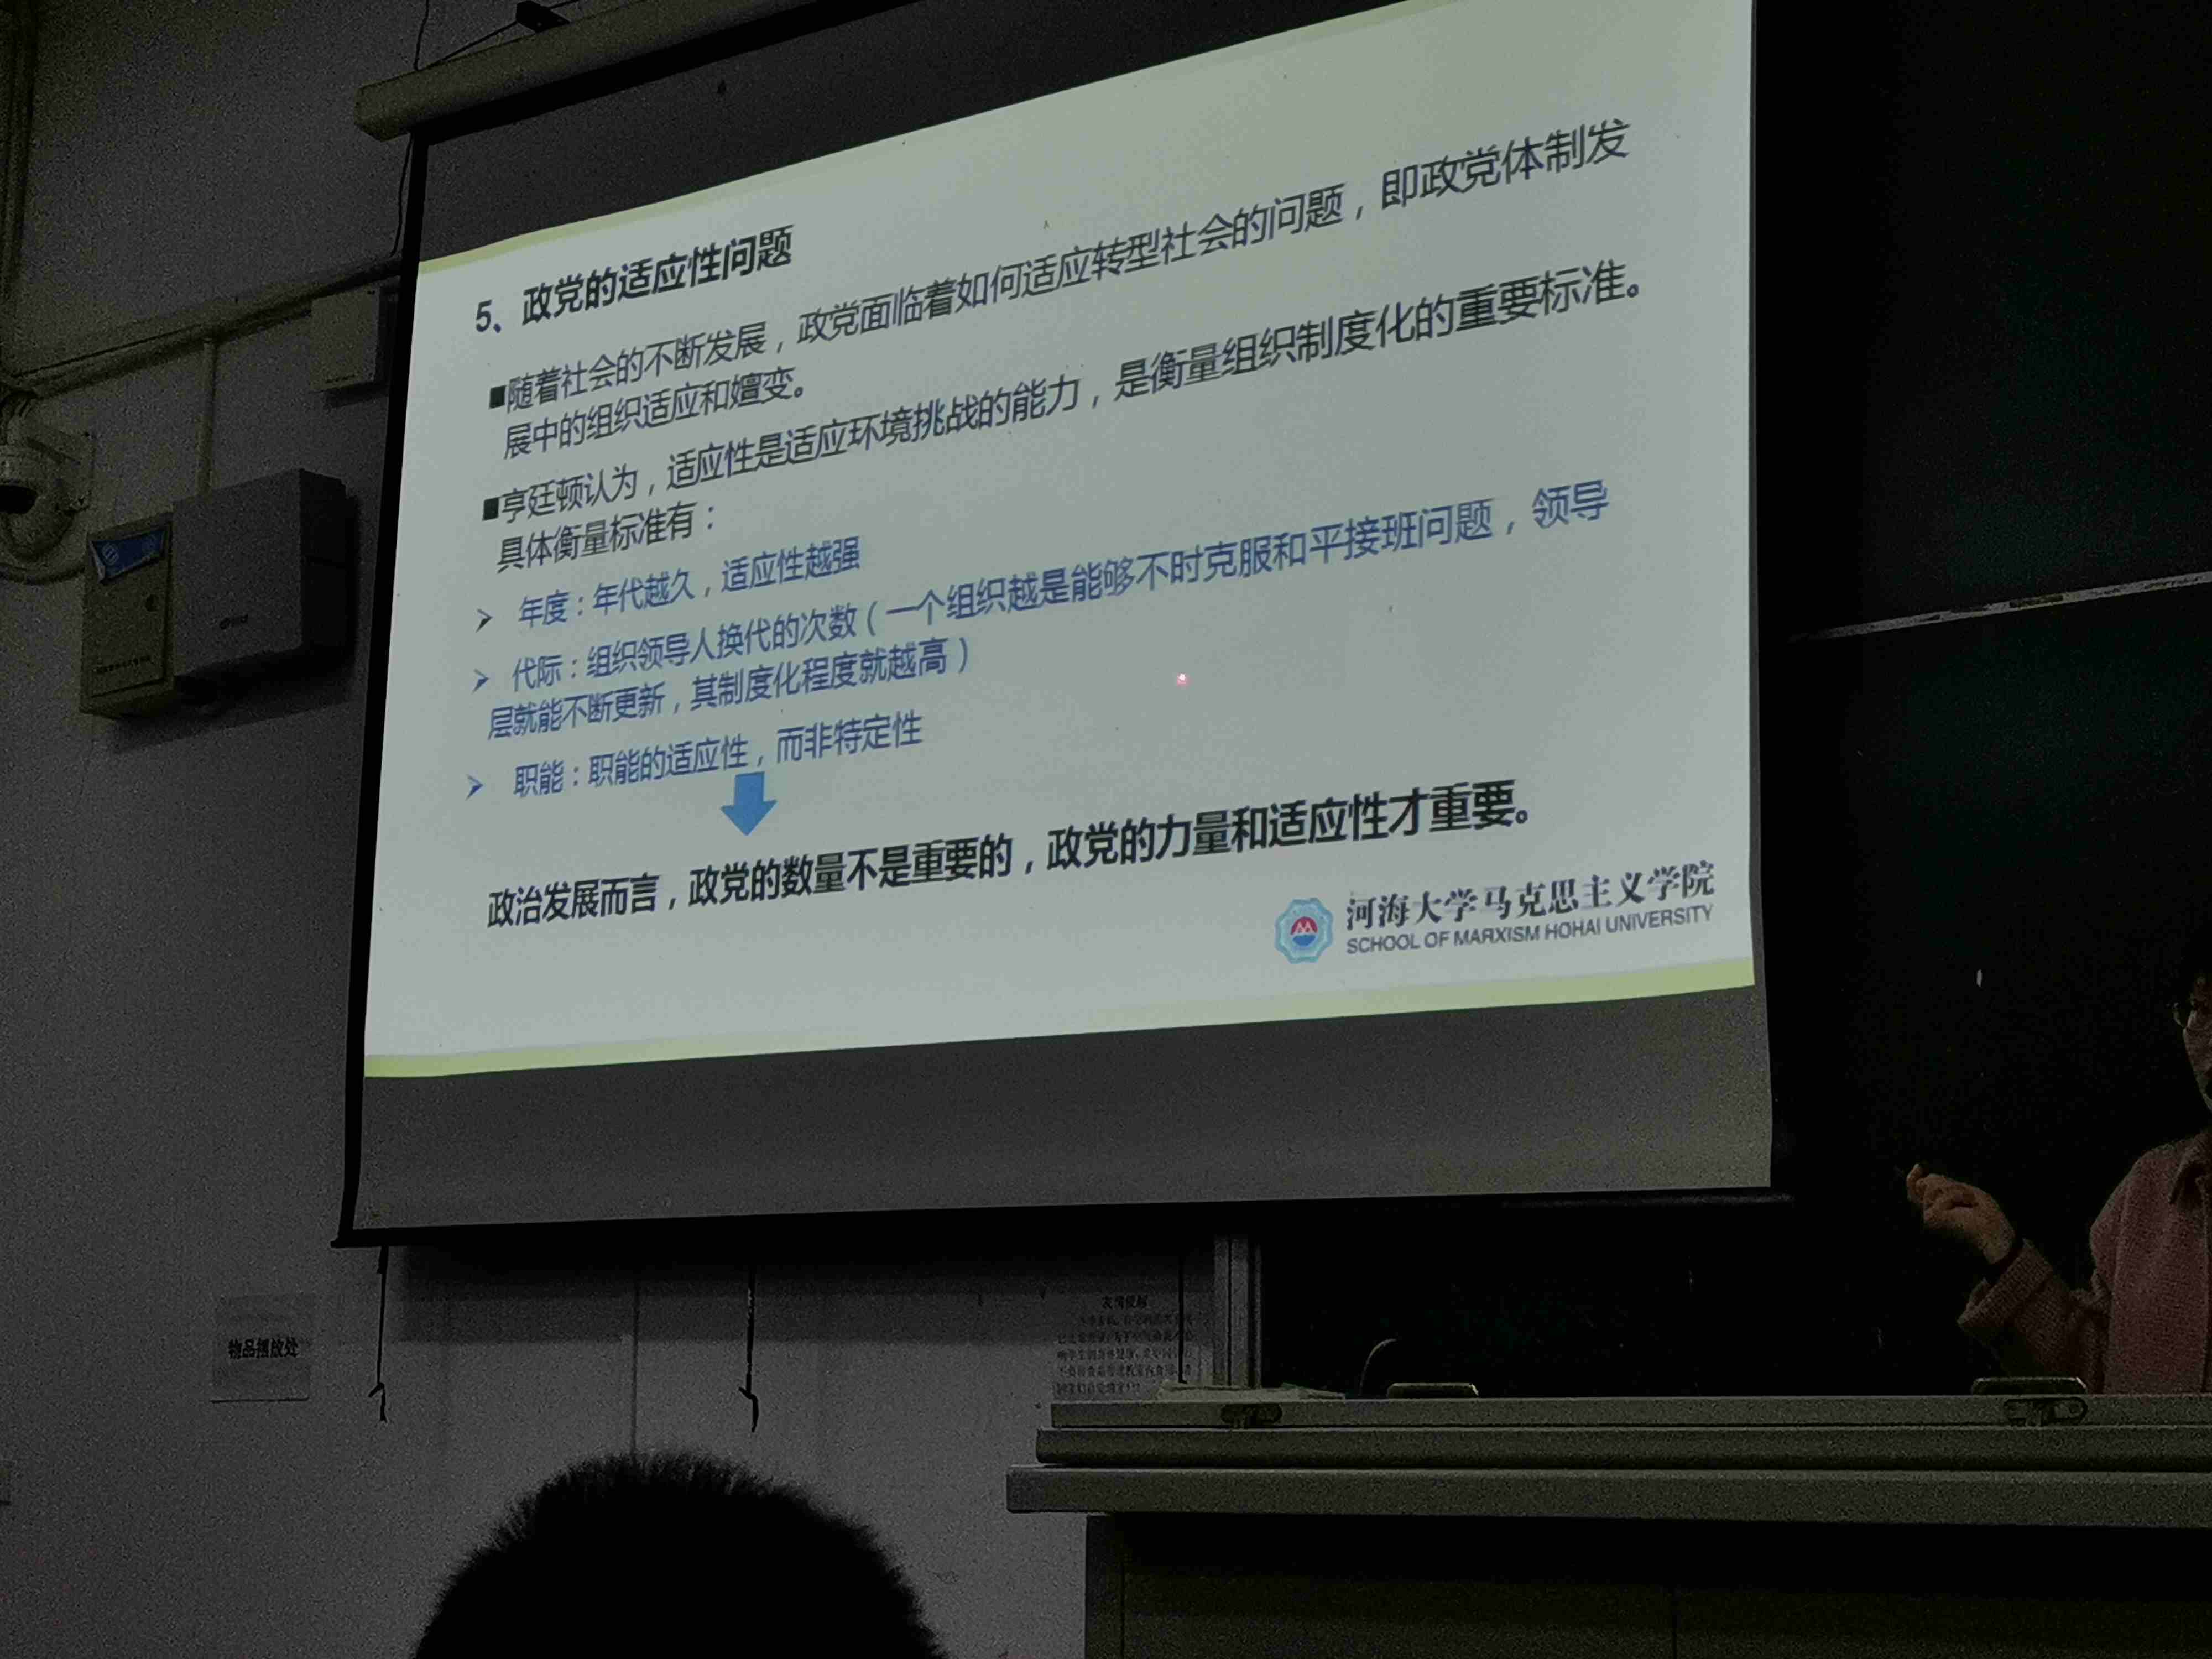 5、政党的适应性问题
■随着社会的不断发展，政党面临着如何适应转型社会的问题，即政党体制发
展中的组织适应和嬗变。
■亨廷顿认为，适应性是适应环境挑战的能力，是衡量组织制度化的重要标准。
具体衡量标准有：
➢ 年度：年代越久，适应性越强
➢ 代际：组织领导人换代的次数（一个组织越是能够不时克服和平接班问题，领导
层就能不断更新，其制度化程度就越高）
➢ 职能：职能的适应性，而非特定性
政治发展而言，政党的数量不是重要的，政党的力量和适应性才重要。
河海大学马克思主义学院
SCHOOL OF MARXISM HOHAI UNIVERSITY
物品摆放处